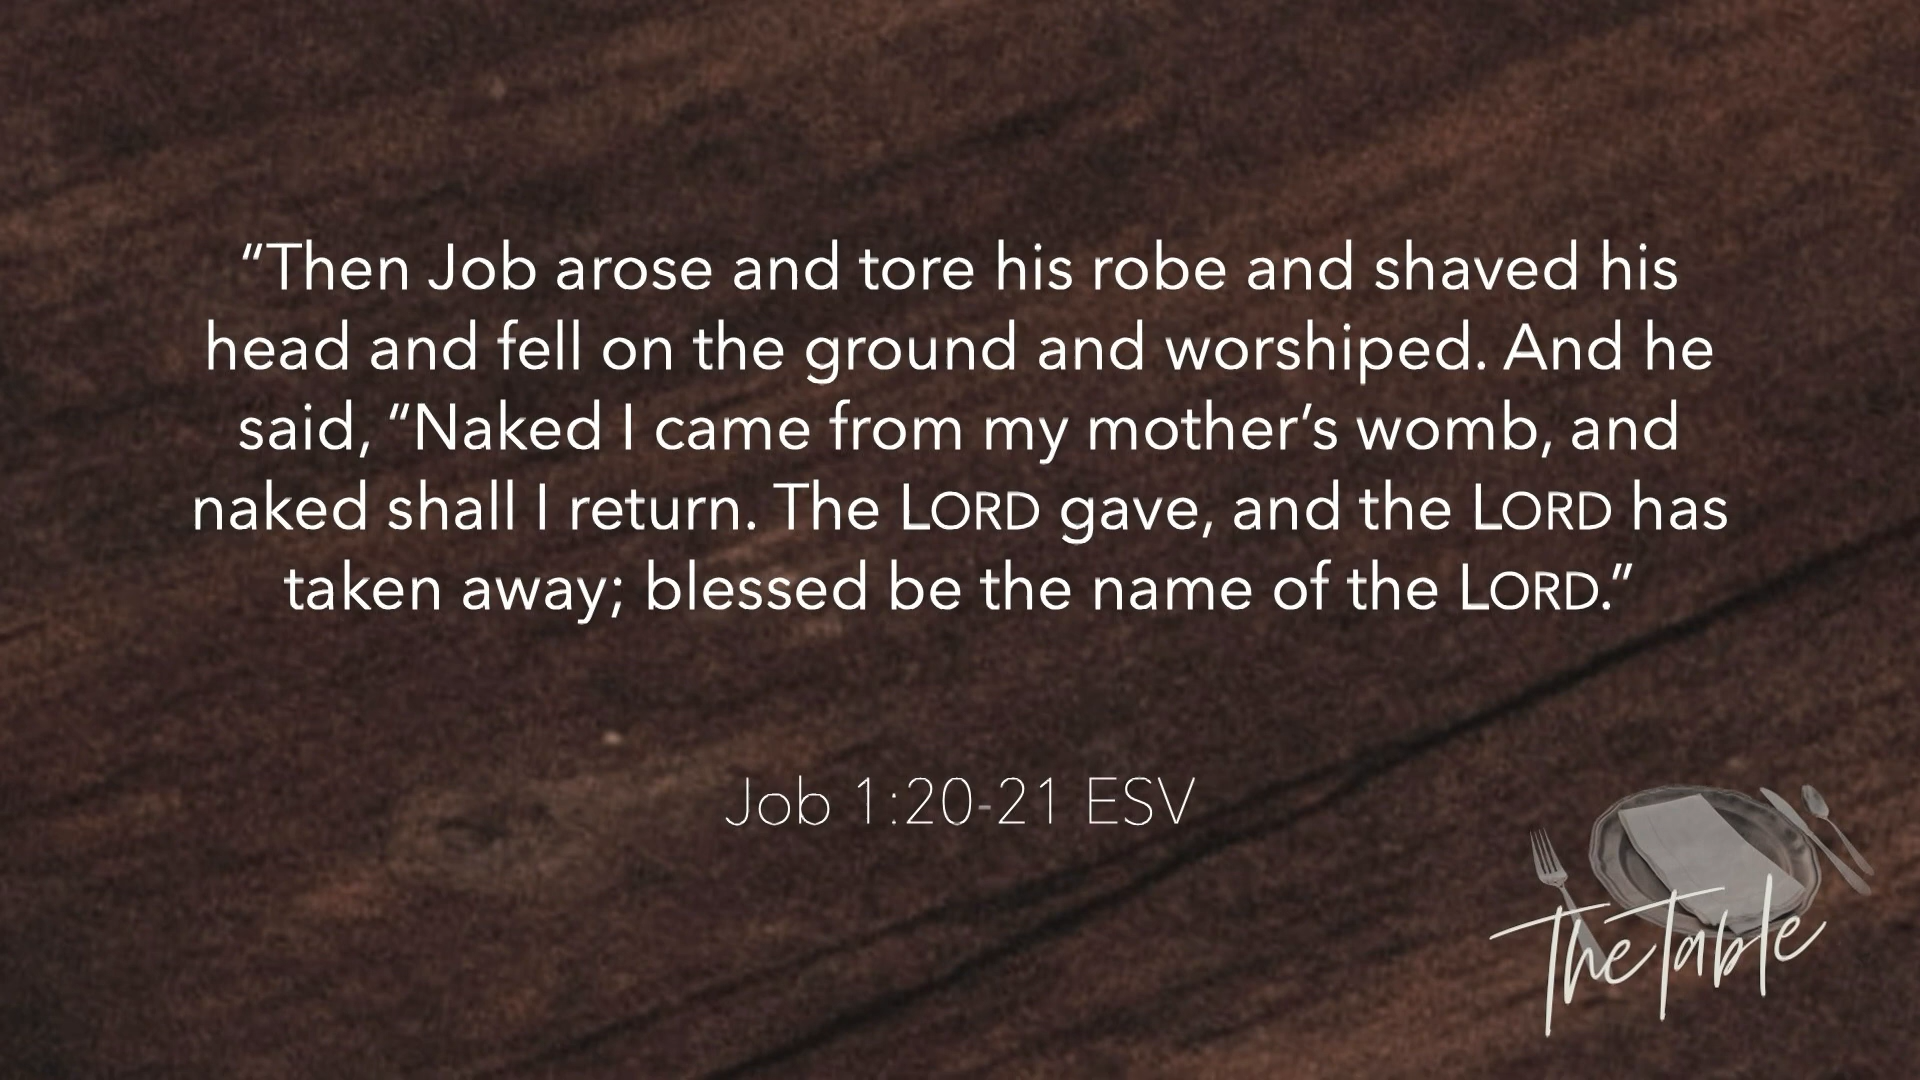 “Then Job arose and tore his robe and shaved his
head and fell on the ground and worshiped. And he
said, “Naked I came from my mother’s womb, and
naked shall I return. The LORD gave, and the LORD has
taken away; blessed be the name of the LORD.”
Job 1:20-21 ESV
The Table